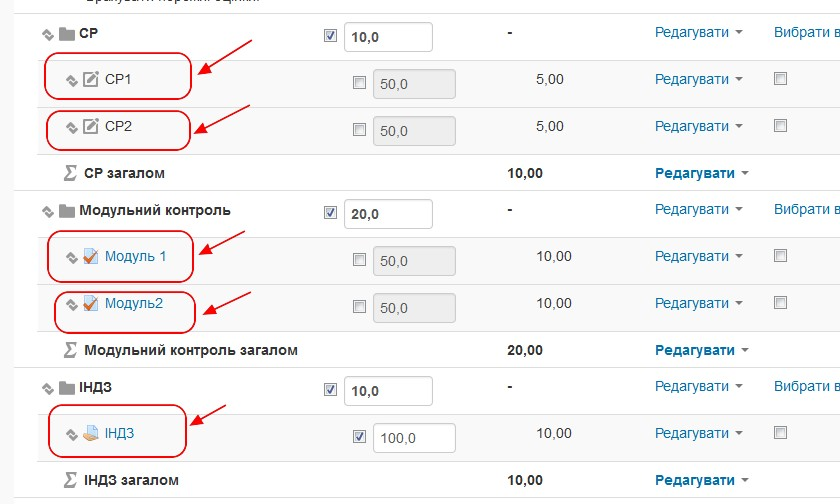 СР 10,0 - Редагувати Вибрати в
СР1 50,0 5,00 Редагувати
СР2 50,0 5,00 Редагувати
Σ СР загалом 10,00 Редагувати
Модульний контроль 20,0 - Редагувати Вибрати в
Модуль 1 50,0 10,00 Редагувати
Модуль2 50,0 10,00 Редагувати
Σ Модульний контроль загалом 20,00 Редагувати
ІНДЗ 10,0 - Редагувати Вибрати в
ІНДЗ 100,0 10,00 Редагувати
Σ ІНДЗ загалом 10,00 Редагувати